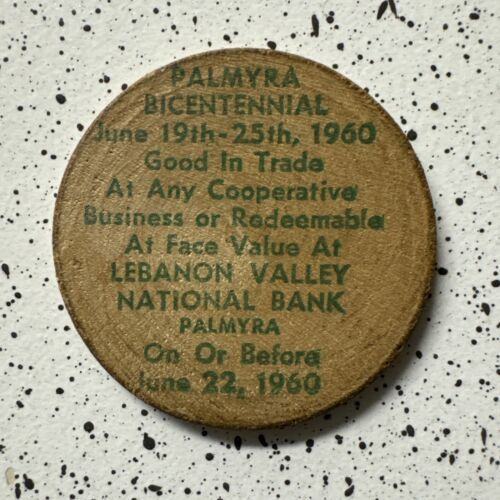 PALMYRA
BICENTENNIAL
June 19th-25th, 1960
Good In Trade
At Any Cooperative
Business or Redeemable
At Face Value At
LEBANON VALLEY
NATIONAL BANK
PALMYRA
On Or Before
June 22, 1960